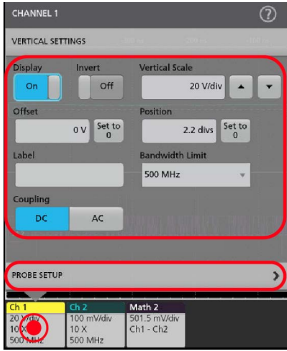 CHANNEL 1
?
VERTICAL SETTINGS
Display Invert Vertical Scale
On Off 20 V/div
Offset Position
0 V Set to 0 2.2 divs Set to 0
Label Bandwidth Limit
500 MHz
Coupling
DC AC
PROBE SETUP
Ch 1 Ch 2 Math 2
20 V/div 100 mV/div 501.5 mV/div
10 X 10 X Ch1 - Ch2
500 MHz 500 MHz